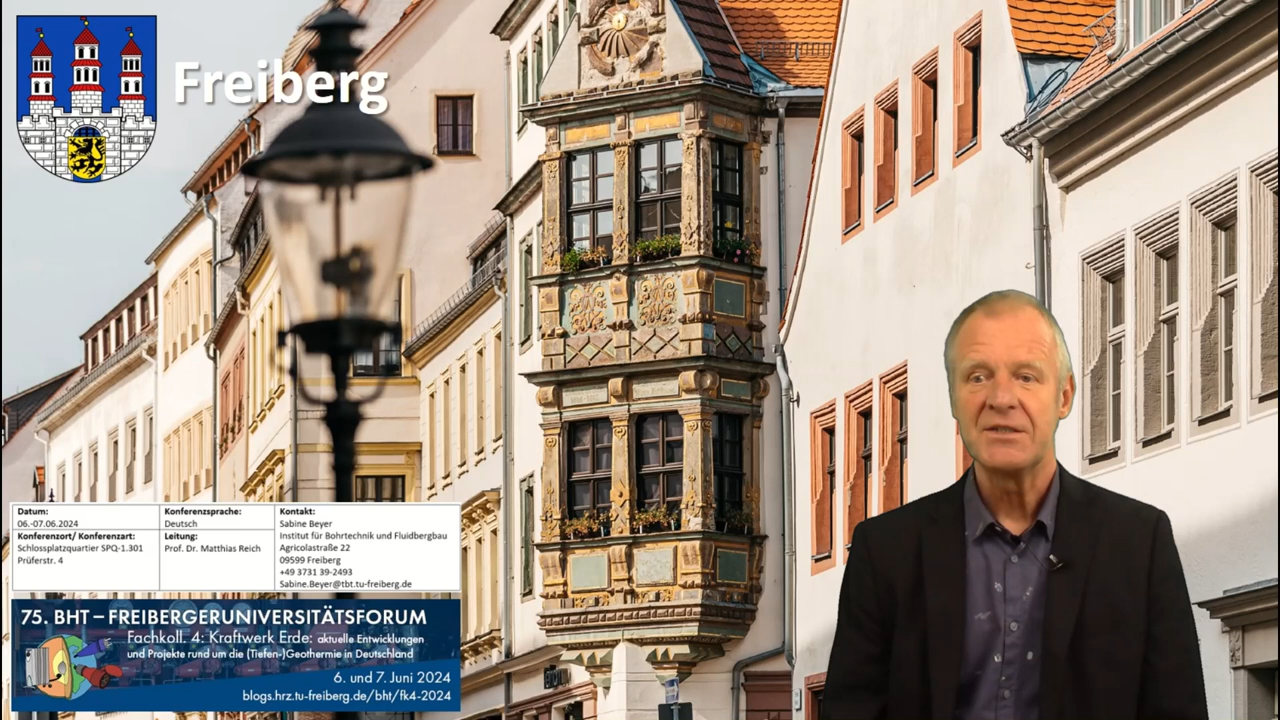 Freiberg
Datum:
06.-07.06.2024
Konferenzort/ Konferenzart:
Schlossplatzquartier SPQ-1.301
Prüferstr. 4
Konferenzsprache:
Deutsch
Leitung:
Prof. Dr. Matthias Reich
Kontakt:
Sabine Beyer
Institut für Bohrtechnik und Fluidbergbau
Agricolastraße 22
09599 Freiberg
+49 3731 39-2493
Sabine.Beyer@tbt.tu-freiberg.de
75. BHT – FREIBERGERUNIVERSITÄTSFORUM
Fachkoll. 4: Kraftwerk Erde: aktuelle Entwicklungen
und Projekte rund um die (Tiefen-)Geothermie in Deutschland
6. und 7. Juni 2024
blogs.hrz.tu-freiberg.de/bht/fk4-2024